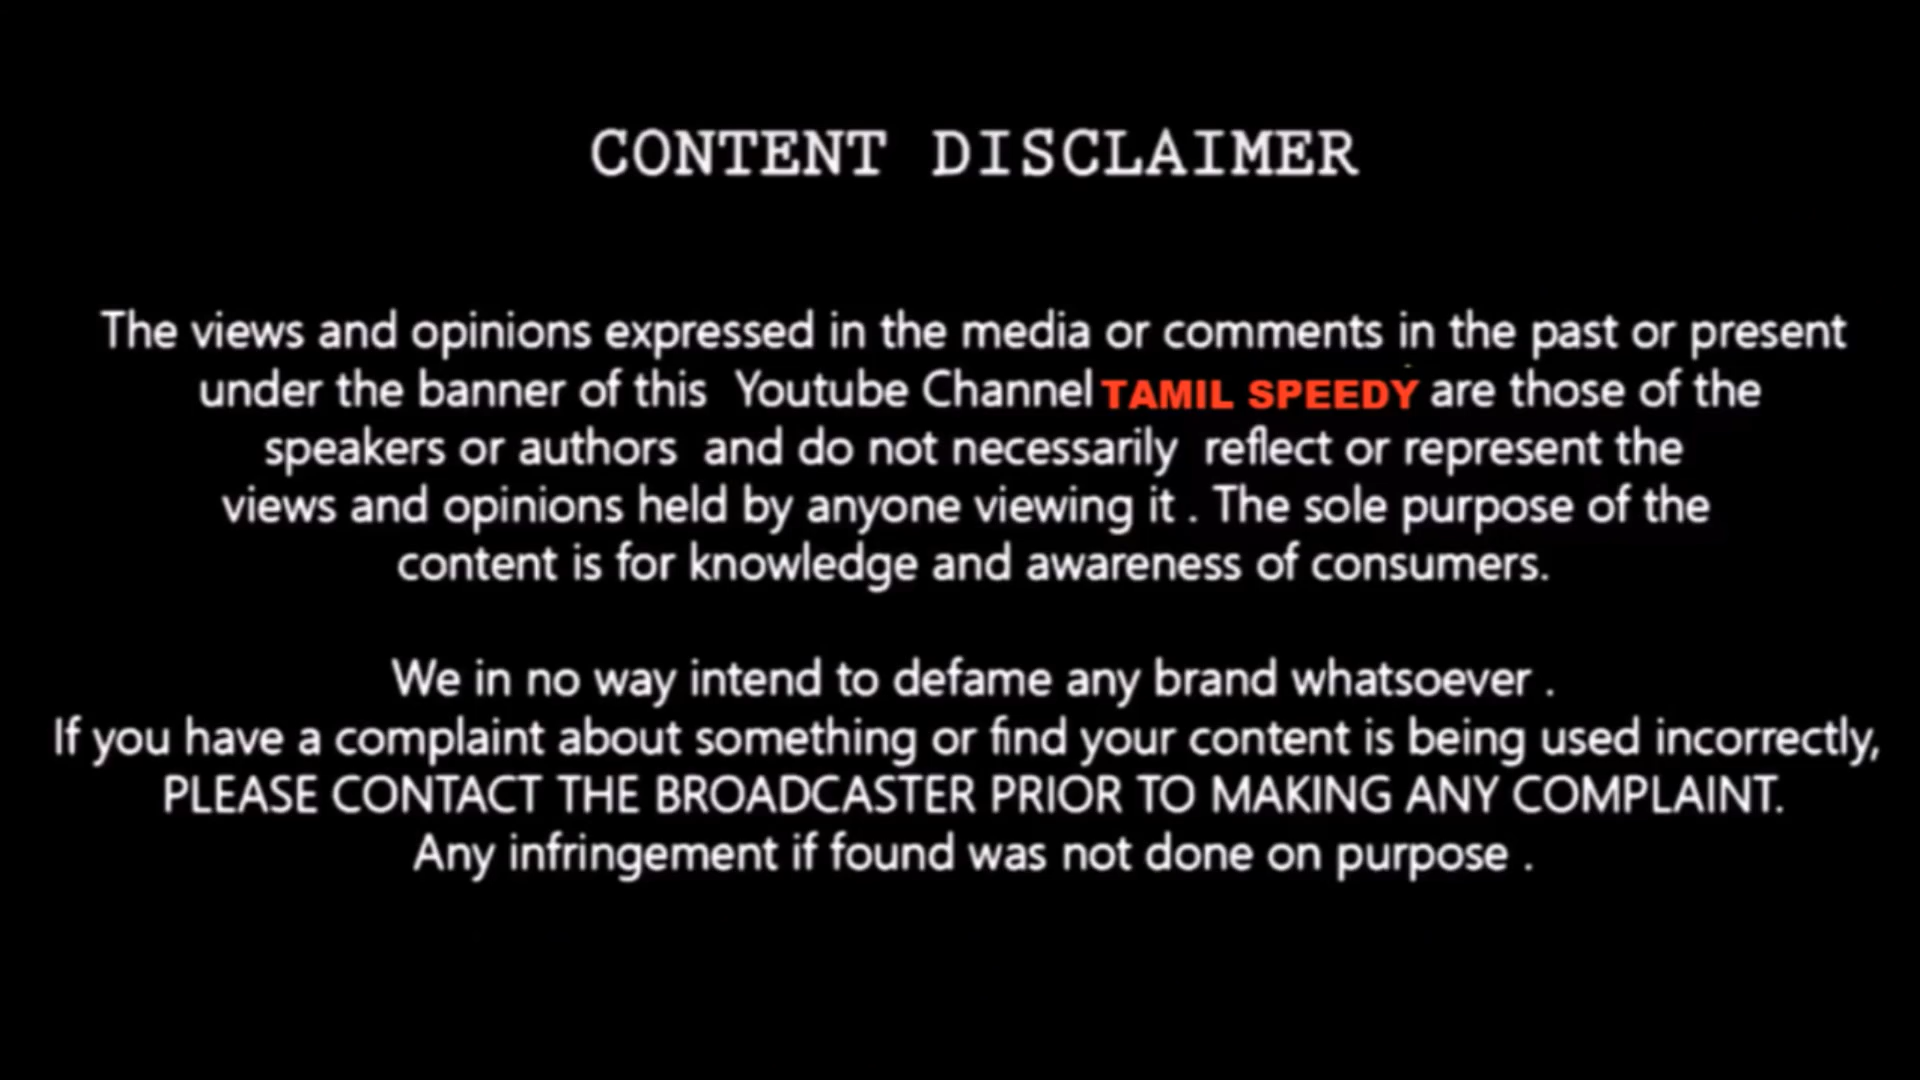 CONTENT DISCLAIMER
The views and opinions expressed in the media or comments in the past or present
under the banner of this Youtube Channel TAMIL SPEEDY are those of the
speakers or authors and do not necessarily reflect or represent the
views and opinions held by anyone viewing it . The sole purpose of the
content is for knowledge and awareness of consumers.
We in no way intend to defame any brand whatsoever .
If you have a complaint about something or find your content is being used incorrectly,
PLEASE CONTACT THE BROADCASTER PRIOR TO MAKING ANY COMPLAINT.
Any infringement if found was not done on purpose .